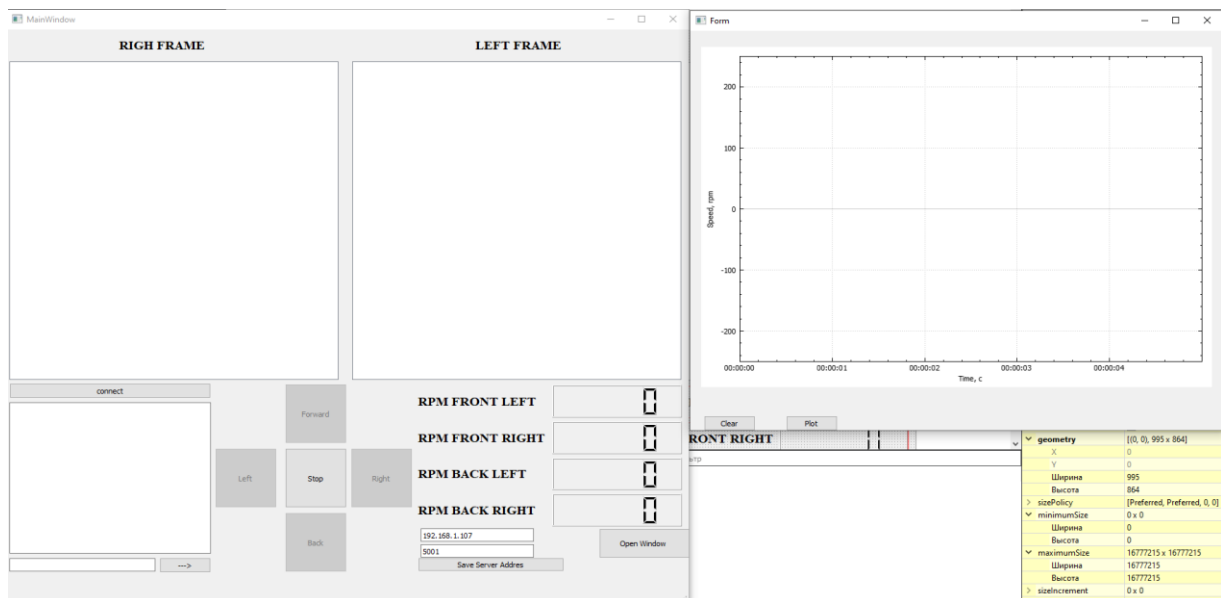 MainWindow
RIGH FRAME
LEFT FRAME
connect
Forward
Left
Stop
Right
Back
--->
RPM FRONT LEFT
0
RPM FRONT RIGHT
0
RPM BACK LEFT
0
RPM BACK RIGHT
0
192.168.1.107
5001
Save Server Addres
Open Window
Form
Speed, rpm
200
100
0
-100
-200
00:00:00 00:00:01 00:00:02 00:00:03 00:00:04
Time, c
Clear
Plot
RONT RIGHT
geometry [(0, 0), 995 x 864]
X 0
Y 0
Ширина 995
Высота 864
sizePolicy [Preferred, Preferred, 0, 0]
minimumSize 0 x 0
Ширина 0
Высота 0
maximumSize 16777215 x 16777215
Ширина 16777215
Высота 16777215
sizeIncrement 0 x 0